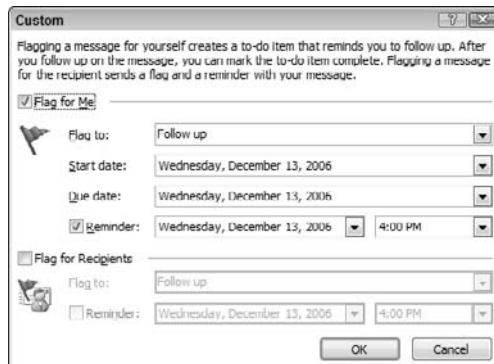 Custom
Flagging a message for yourself creates a to-do item that reminds you to follow up. After
you follow up on the message, you can mark the to-do item complete. Flagging a message
for the recipient sends a flag and a reminder with your message.
Flag for Me
Flag to: Follow up
Start date: Wednesday, December 13, 2006
Due date: Wednesday, December 13, 2006
Reminder: Wednesday, December 13, 2006 4:00 PM
Flag for Recipients
Flag to: Follow up
Reminder: Wednesday, December 13, 2006 4:00 PM
OK Cancel